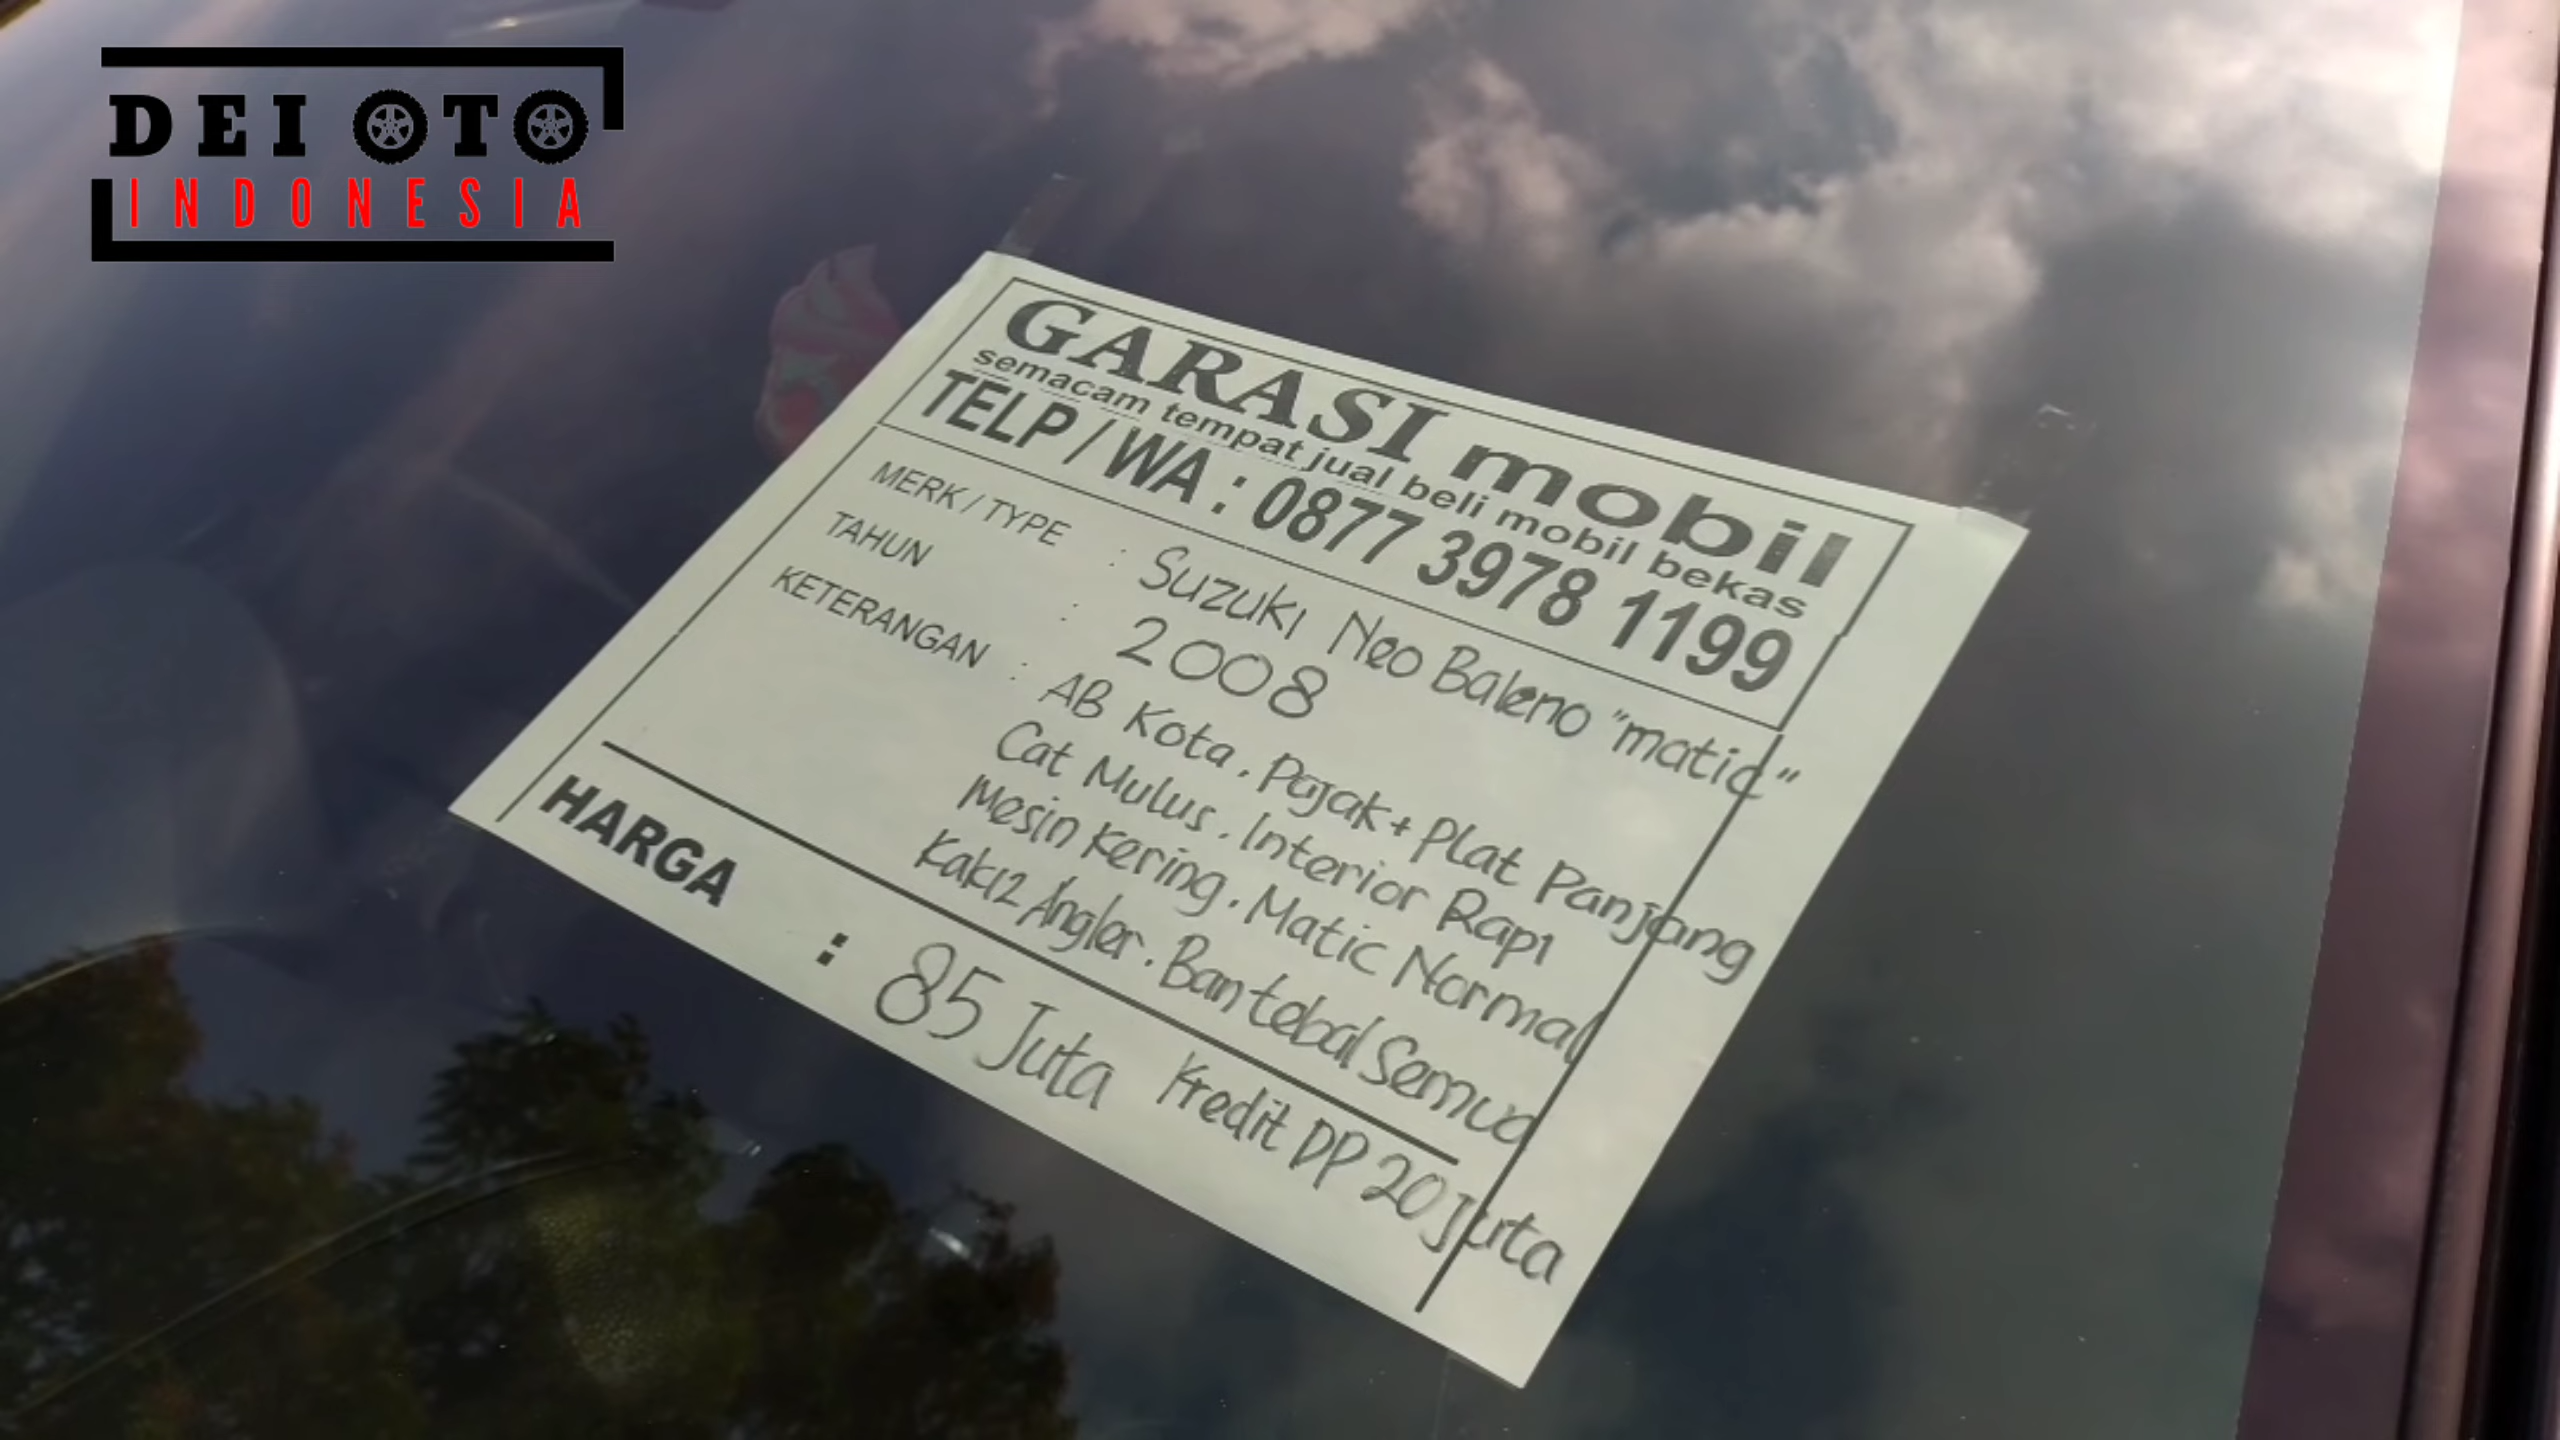 DEI OTO
INDONESIA
GARASI mobil
semacam tempat jual beli mobil bekas
TELP / WA : 0877 3978 1199
MERK / TYPE : Suzuki Neo Baleno "matic"
TAHUN : 2008
KETERANGAN : AB Kota, Pajak + Plat Panjang
Cat Mulus, Interior Rapi
Mesin Kering, Matic Normal
Kaki2 Angler, Ban tebal Semua
HARGA : 85 Juta Kredit DP 20 Juta